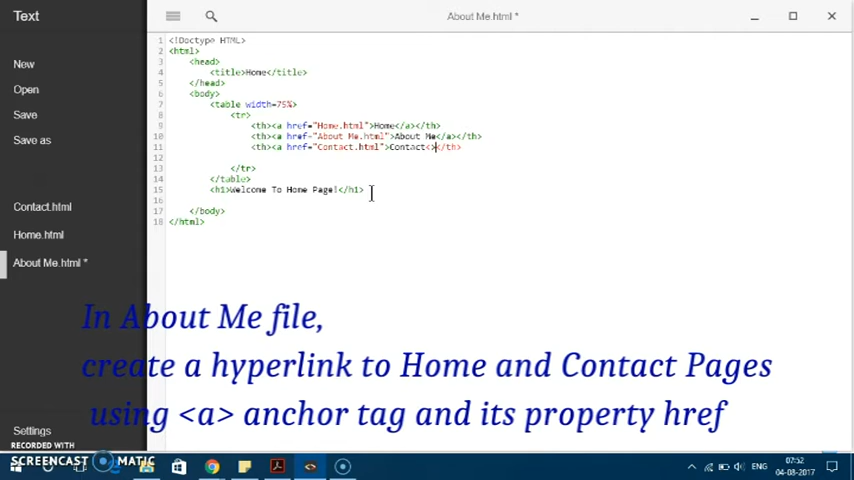 Text
About Me.html *
New
Open
Save
Save as
Contact.html
Home.html
About Me.html *
Settings
1 <!Doctype HTML>
2 <html>
3 <head>
4 <title>Home</title>
5 </head>
6 <body>
7 <table width=75%>
8 <tr>
9 <th><a href="Home.html">Home</a></th>
10 <th><a href="About Me.html">About Me</a></th>
11 <th><a href="Contact.html">Contact<></th>
12
13 </tr>
14 </table>
15 <h1>Welcome To Home Page!</h1>
16
17 </body>
18 </html>
In About Me file,
create a hyperlink to Home and Contact Pages
using <a> anchor tag and its property href
RECORDED WITH
SCREENCAST MATIC
ENG
07:52
04-08-2017